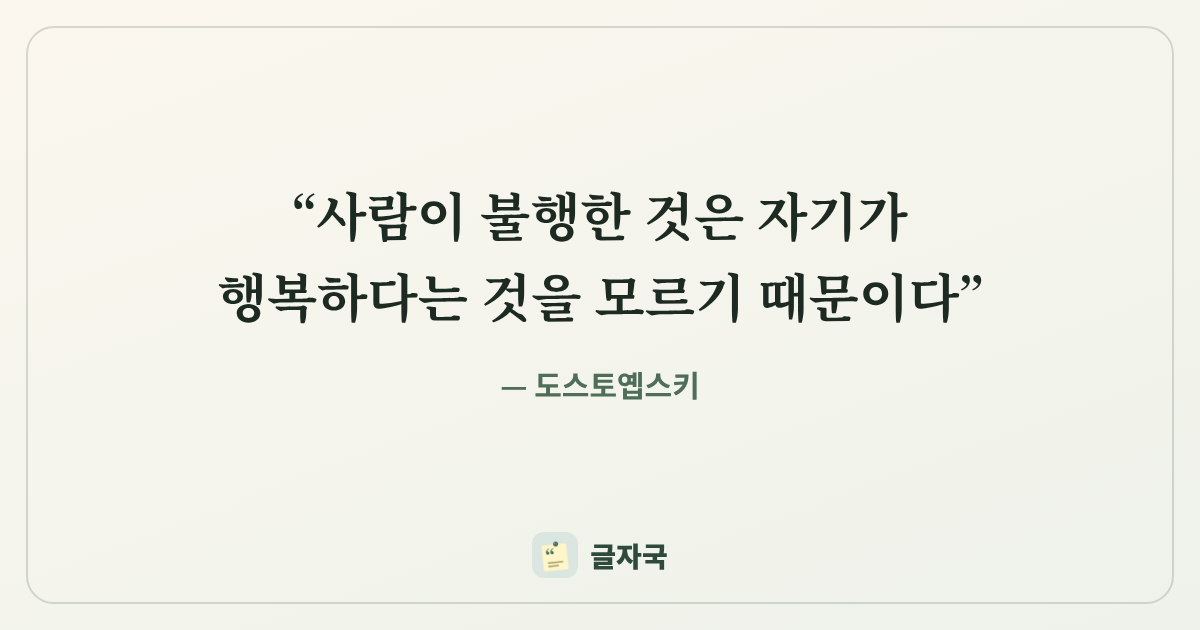 “사람이 불행한 것은 자기가
행복하다는 것을 모르기 때문이다”
— 도스토옙스키
글자국